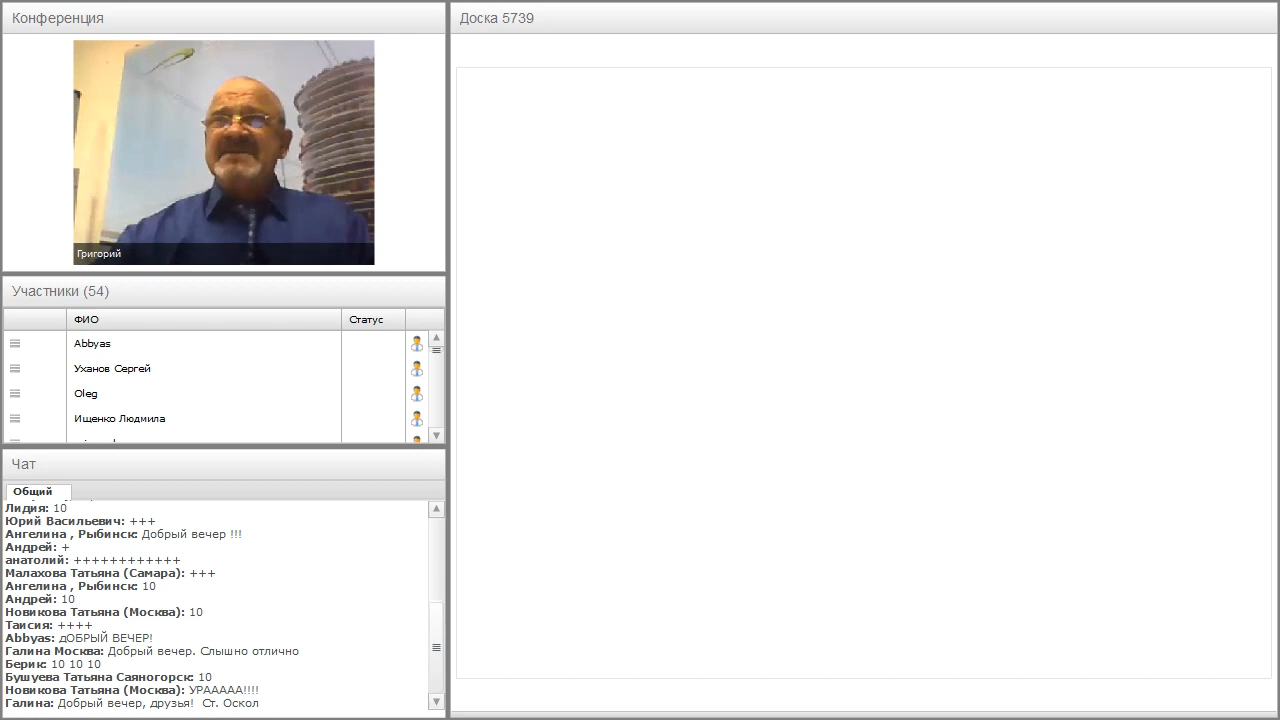 Конференция
Григорий
Участники (54)
ФИО Статус
Abbyas
Уханов Сергей
Oleg
Ищенко Людмила
Чат
Общий
Лидия: 10
Юрий Васильевич: +++
Ангелина , Рыбинск: Добрый вечер !!!
Андрей: +
анатолий: ++++++++++++
Малахова Татьяна (Самара): +++
Ангелина , Рыбинск: 10
Андрей: 10
Новикова Татьяна (Москва): 10
Таисия: ++++
Abbyas: дОБРЫЙ ВЕЧЕР!
Галина Москва: Добрый вечер. Слышно отлично
Берик: 10 10 10
Бушуева Татьяна Саяногорск: 10
Новикова Татьяна (Москва): УРААААА!!!!
Галина: Добрый вечер, друзья! Ст. Оскол
Доска 5739